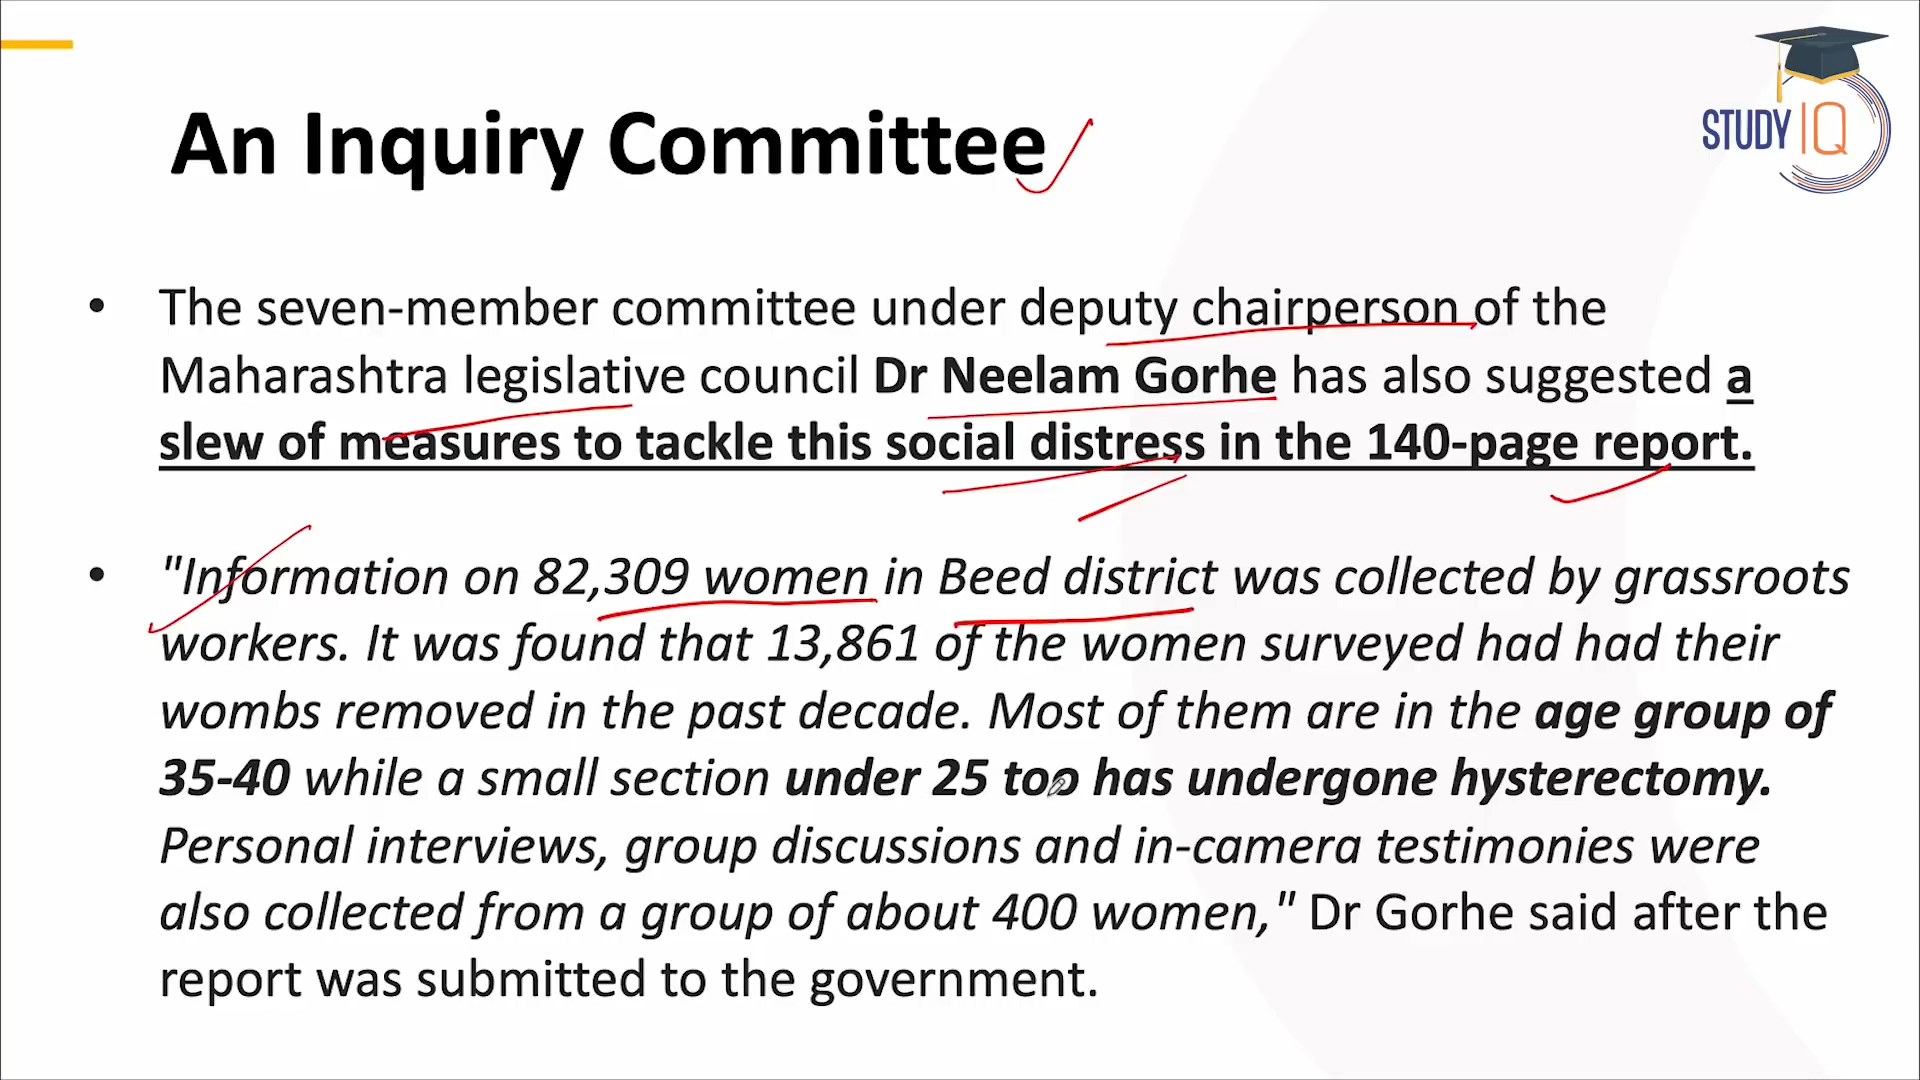 STUDY IQ
An Inquiry Committee
• The seven-member committee under deputy chairperson of the
Maharashtra legislative council Dr Neelam Gorhe has also suggested a
slew of measures to tackle this social distress in the 140-page report.
• "Information on 82,309 women in Beed district was collected by grassroots
workers. It was found that 13,861 of the women surveyed had had their
wombs removed in the past decade. Most of them are in the age group of
35-40 while a small section under 25 too has undergone hysterectomy.
Personal interviews, group discussions and in-camera testimonies were
also collected from a group of about 400 women," Dr Gorhe said after the
report was submitted to the government.